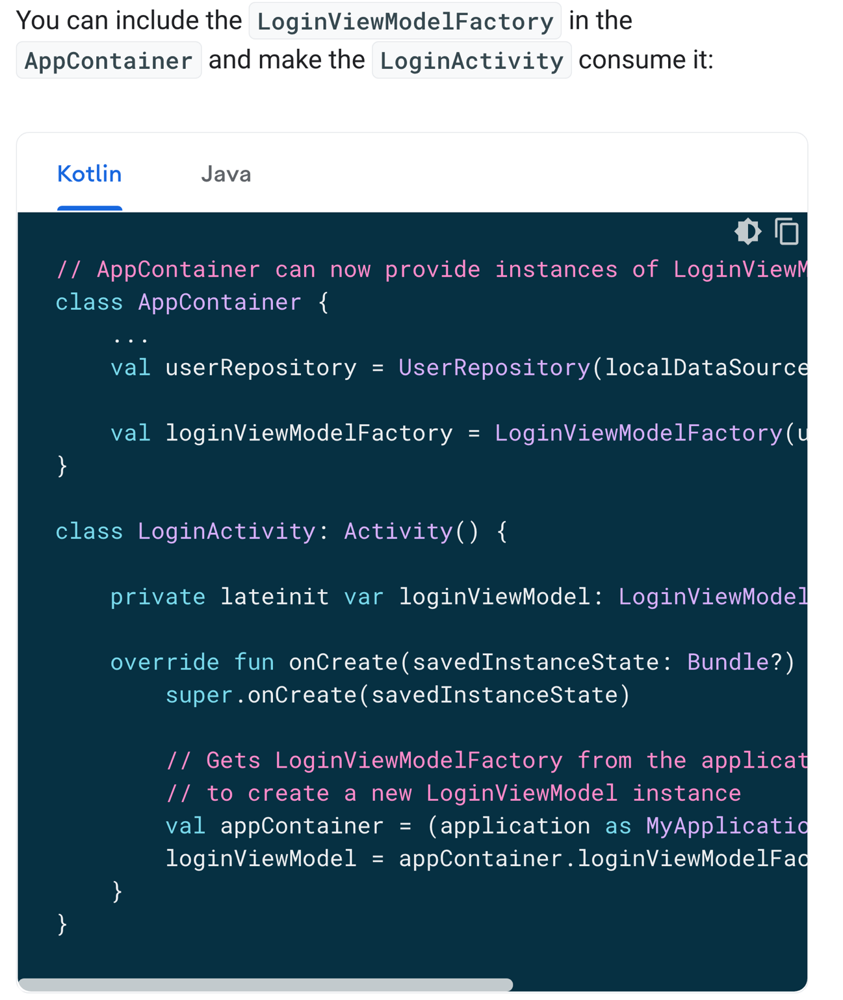 You can include the LoginViewModelFactory in the
AppContainer and make the LoginActivity consume it:
Kotlin Java
// AppContainer can now provide instances of LoginViewM
class AppContainer {
...
val userRepository = UserRepository(localDataSource
val loginViewModelFactory = LoginViewModelFactory(u
}
class LoginActivity: Activity() {
private lateinit var loginViewModel: LoginViewModel
override fun onCreate(savedInstanceState: Bundle?)
super.onCreate(savedInstanceState)
// Gets LoginViewModelFactory from the applicat
// to create a new LoginViewModel instance
val appContainer = (application as MyApplicatio
loginViewModel = appContainer.loginViewModelFac
}
}